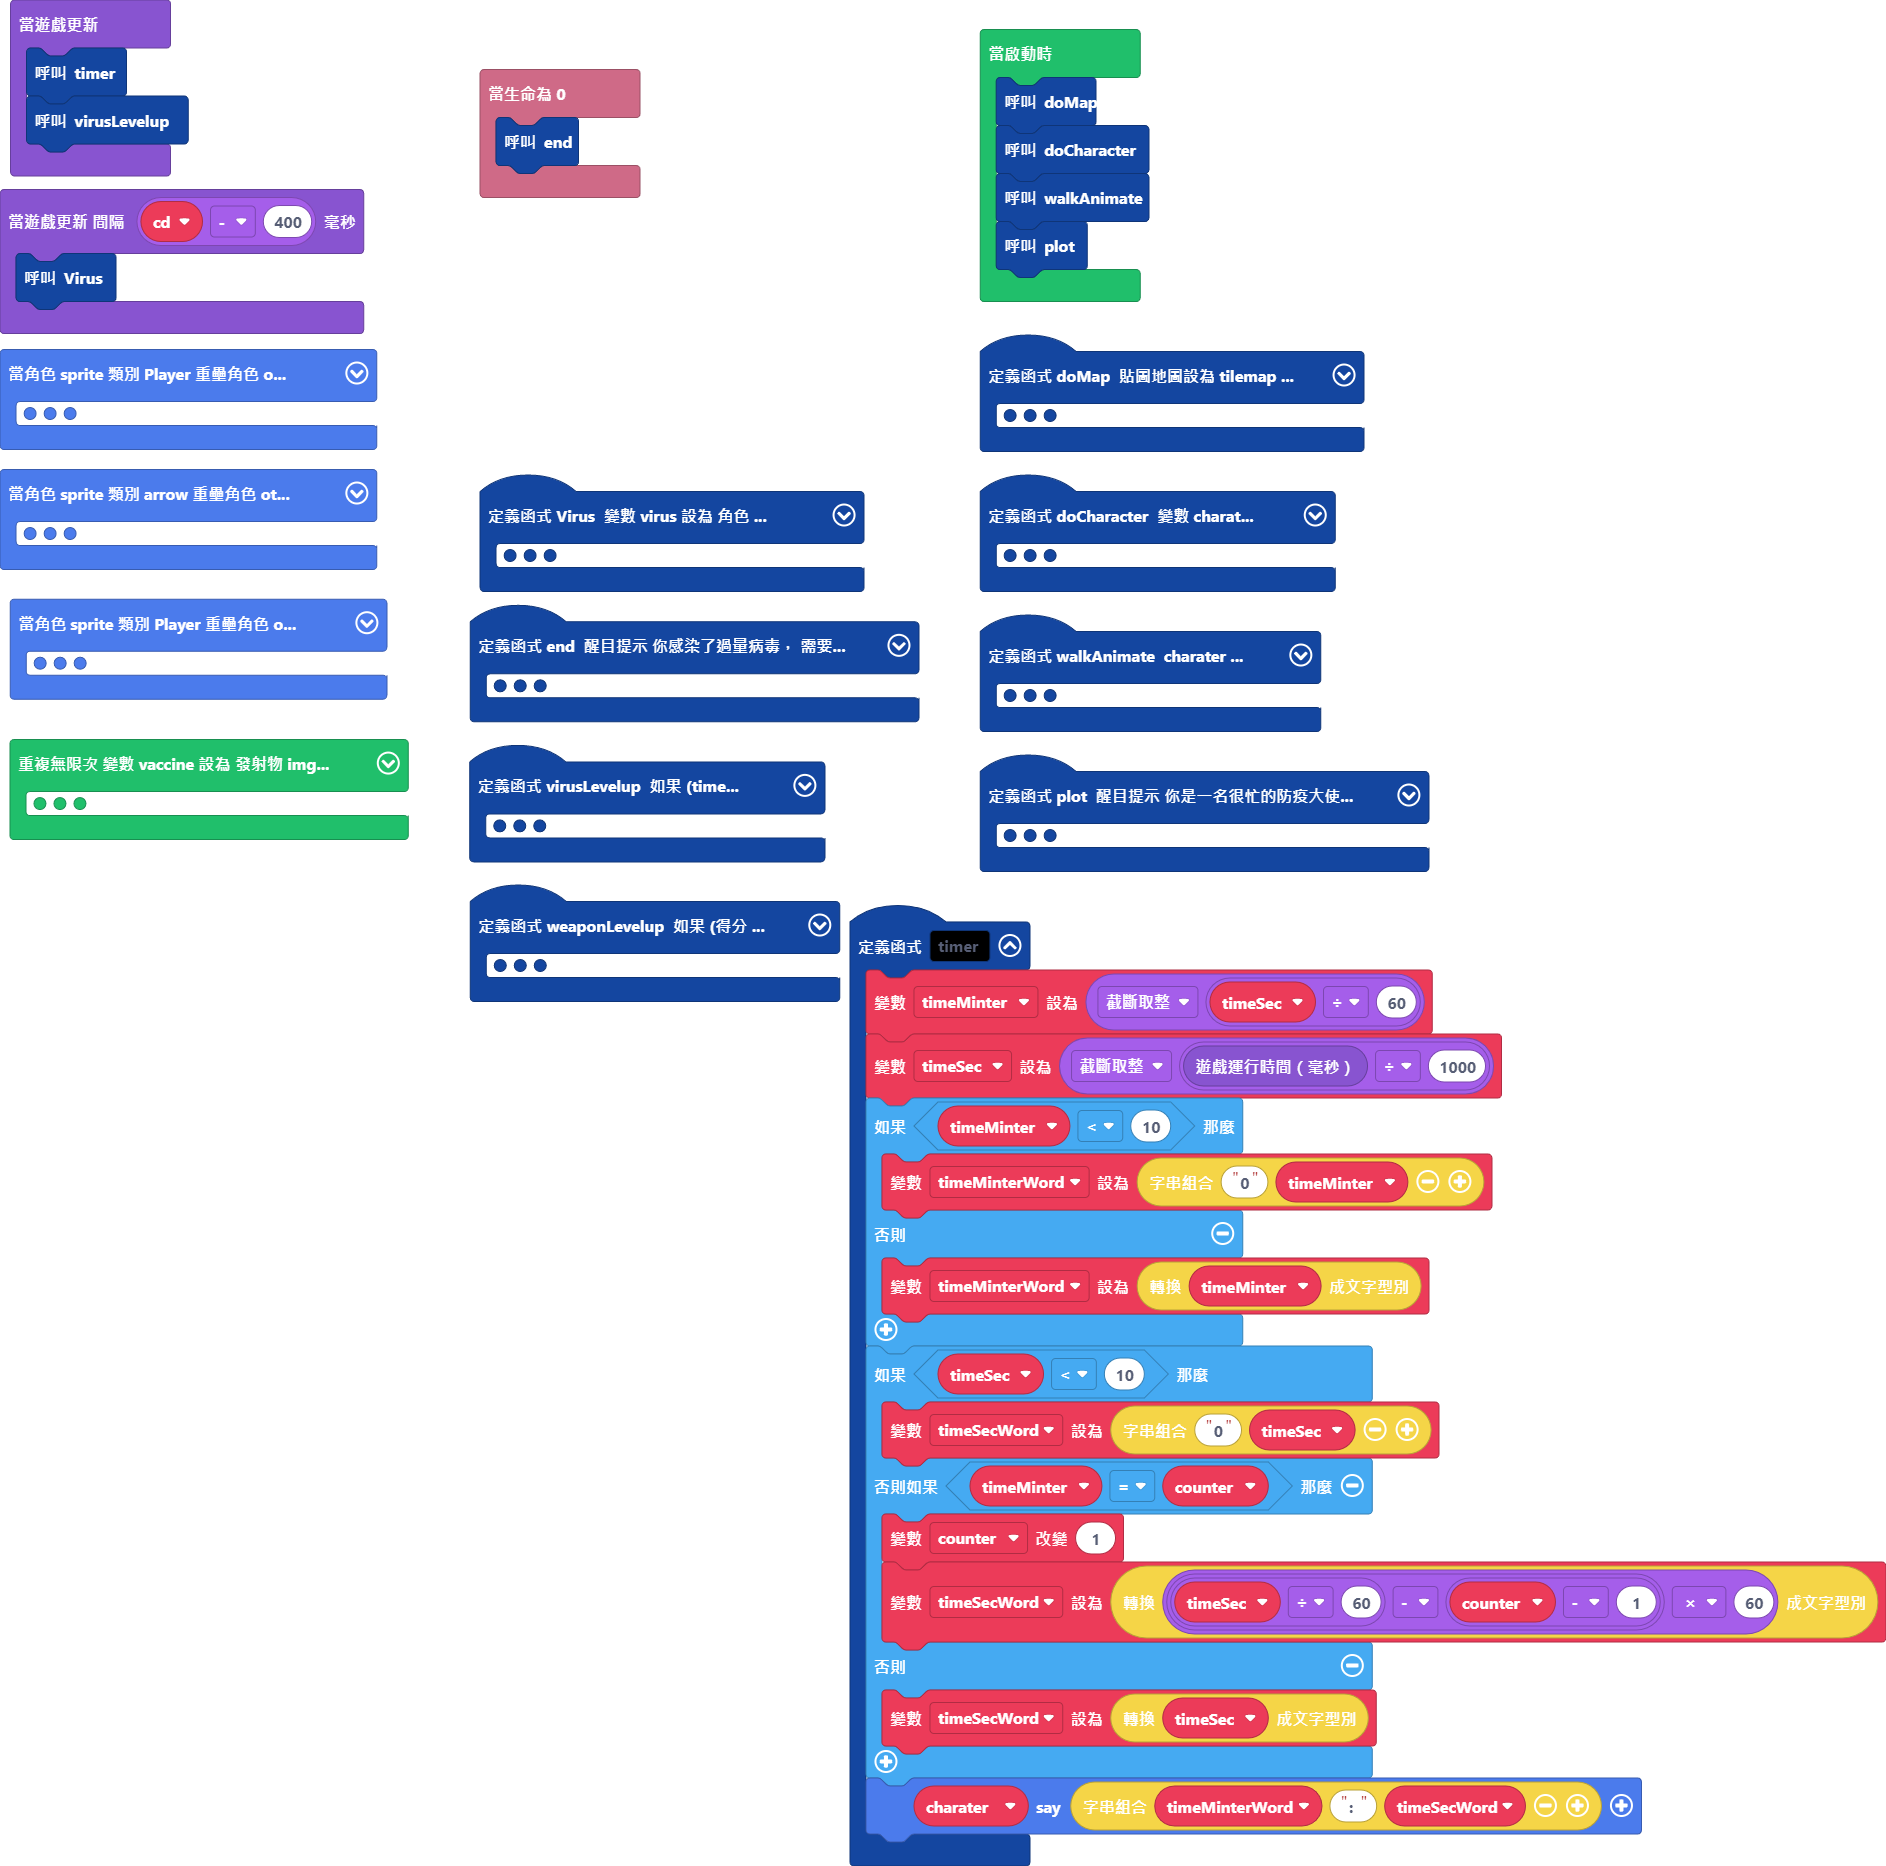 當遊戲更新
呼叫 timer
呼叫 virusLevelup
當遊戲更新 間隔 cd - 400 毫秒
呼叫 Virus
當角色 sprite 類別 Player 重疊角色 o...
當角色 sprite 類別 arrow 重疊角色 ot...
當角色 sprite 類別 Player 重疊角色 o...
重複無限次 變數 vaccine 設為 發射物 img...
當生命為 0
呼叫 end
定義函式 Virus 變數 virus 設為 角色 ...
定義函式 end 醒目提示 你感染了過量病毒， 需要...
定義函式 virusLevelup 如果 (time...
定義函式 weaponLevelup 如果 (得分 ...
當啟動時
呼叫 doMap
呼叫 doCharacter
呼叫 walkAnimate
呼叫 plot
定義函式 doMap 貼圖地圖設為 tilemap ...
定義函式 doCharacter 變數 charat...
定義函式 walkAnimate charater ...
定義函式 plot 醒目提示 你是一名很忙的防疫大使...
定義函式 timer
變數 timeMinter 設為 截斷取整 timeSec ÷ 60
變數 timeSec 設為 截斷取整 遊戲運行時間（毫秒） ÷ 1000
如果 timeMinter < 10 那麼
變數 timeMinterWord 設為 字串組合 "0" timeMinter
否則
變數 timeMinterWord 設為 轉換 timeMinter 成文字型別
如果 timeSec < 10 那麼
變數 timeSecWord 設為 字串組合 "0" timeSec
否則如果 timeMinter = counter 那麼
變數 counter 改變 1
變數 timeSecWord 設為 轉換 timeSec ÷ 60 - counter - 1 × 60 成文字型別
否則
變數 timeSecWord 設為 轉換 timeSec 成文字型別
charater say 字串組合 timeMinterWord ":" timeSecWord